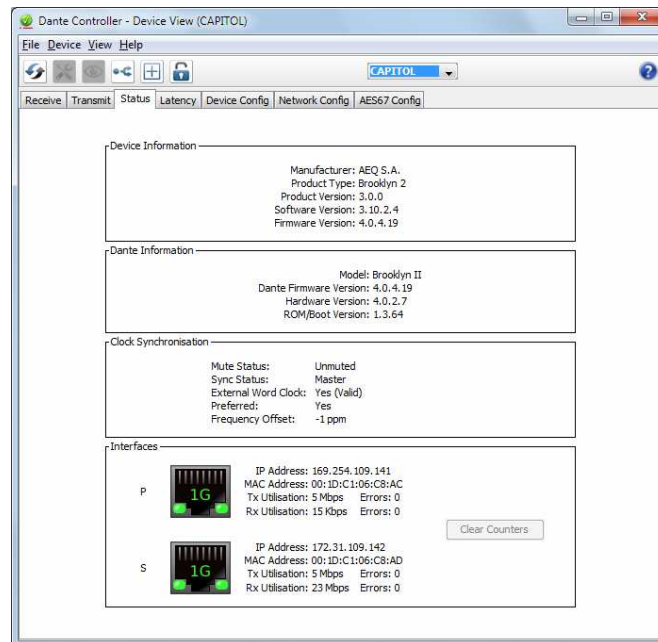 Dante Controller - Device View (CAPITOL)
File Device View Help
CAPITOL
?
Receive Transmit Status Latency Device Config Network Config AES67 Config
Device Information
Manufacturer: AEQ S.A.
Product Type: Brooklyn 2
Product Version: 3.0.0
Software Version: 3.10.2.4
Firmware Version: 4.0.4.19
Dante Information
Model: Brooklyn II
Dante Firmware Version: 4.0.4.19
Hardware Version: 4.0.2.7
ROM/Boot Version: 1.3.64
Clock Synchronisation
Mute Status: Unmuted
Sync Status: Master
External Word Clock: Yes (Valid)
Preferred: Yes
Frequency Offset: -1 ppm
Interfaces
P
1G
IP Address: 169.254.109.141
MAC Address: 00:1D:C1:06:C8:AC
Tx Utilisation: 5 Mbps Errors: 0
Rx Utilisation: 15 Kbps Errors: 0
Clear Counters
S
1G
IP Address: 172.31.109.142
MAC Address: 00:1D:C1:06:C8:AD
Tx Utilisation: 5 Mbps Errors: 0
Rx Utilisation: 23 Mbps Errors: 0